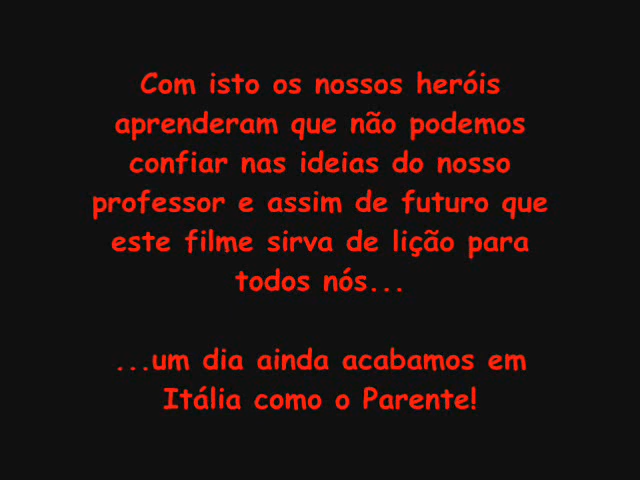 Com isto os nossos heróis
aprenderam que não podemos
confiar nas ideias do nosso
professor e assim de futuro que
este filme sirva de lição para
todos nós...
...um dia ainda acabamos em
Itália como o Parente!